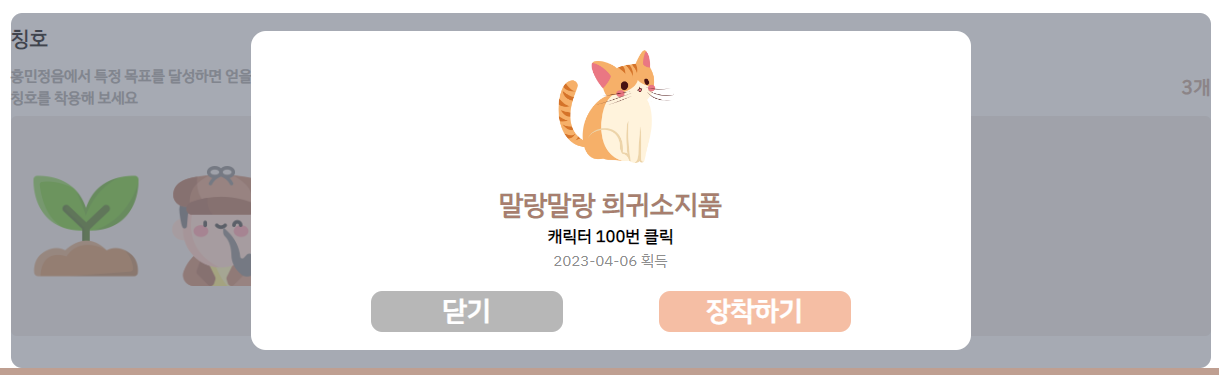 칭호
흥민정음에서 특정 목표를 달성하면 얻을
칭호를 착용해 보세요
3개
말랑말랑 희귀소지품
캐릭터 100번 클릭
2023-04-06 획득
닫기
장착하기